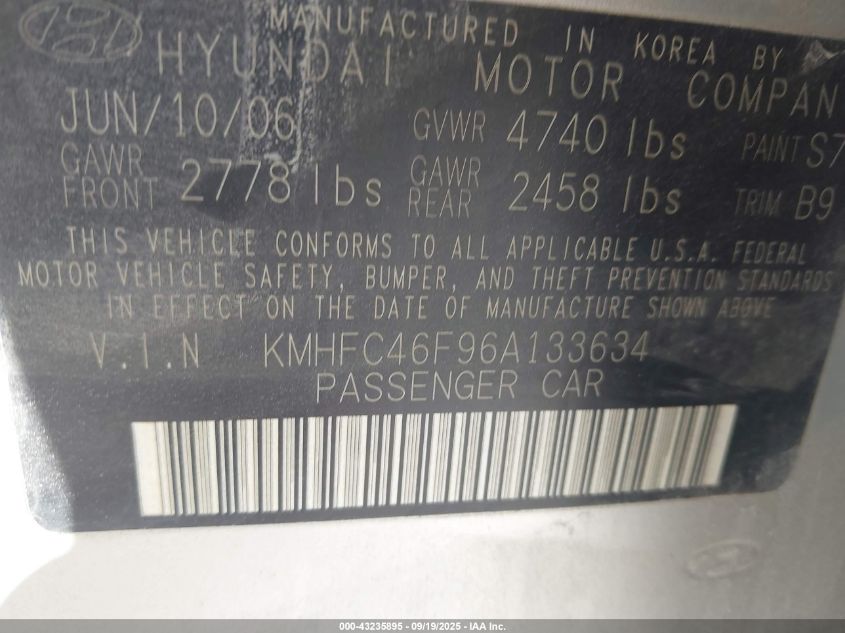 MANUFACTURED IN KOREA BY
HYUNDAI MOTOR COMPAN
JUN/10/06 GVWR 4740 lbs PAINT S7
GAWR FRONT 2778 lbs GAWR REAR 2458 lbs TRIM B9
THIS VEHICLE CONFORMS TO ALL APPLICABLE U.S.A. FEDERAL
MOTOR VEHICLE SAFETY, BUMPER, AND THEFT PREVENTION STANDARDS
IN EFFECT ON THE DATE OF MANUFACTURE SHOWN ABOVE
V.I.N KMHFC46F96A133634
PASSENGER CAR
000-43235895 - 09/19/2025 - IAA Inc.